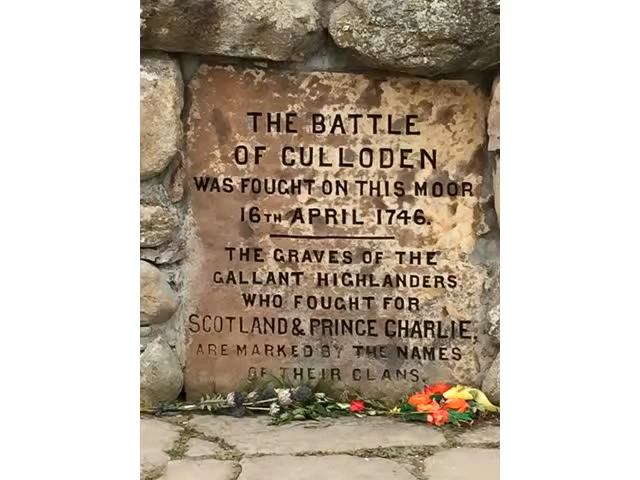 THE BATTLE
OF CULLODEN
WAS FOUGHT ON THIS MOOR
16TH APRIL 1746.
THE GRAVES OF THE
GALLANT HIGHLANDERS
WHO FOUGHT FOR
SCOTLAND & PRINCE CHARLIE,
ARE MARKED BY THE NAMES
OF THEIR CLANS.